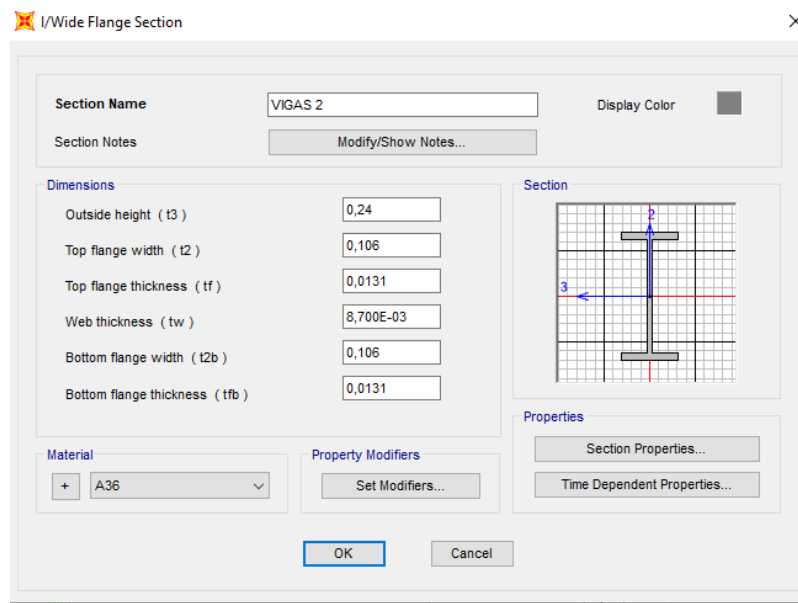 I/Wide Flange Section
Section Name VIGAS 2 Display Color
Section Notes Modify/Show Notes...
Dimensions
Outside height ( t3 ) 0,24
Top flange width ( t2 ) 0,106
Top flange thickness ( tf ) 0,0131
Web thickness ( tw ) 8,700E-03
Bottom flange width ( t2b ) 0,106
Bottom flange thickness ( tfb ) 0,0131
Section
2
3
Material
+ A36
Property Modifiers
Set Modifiers...
Properties
Section Properties...
Time Dependent Properties...
OK Cancel